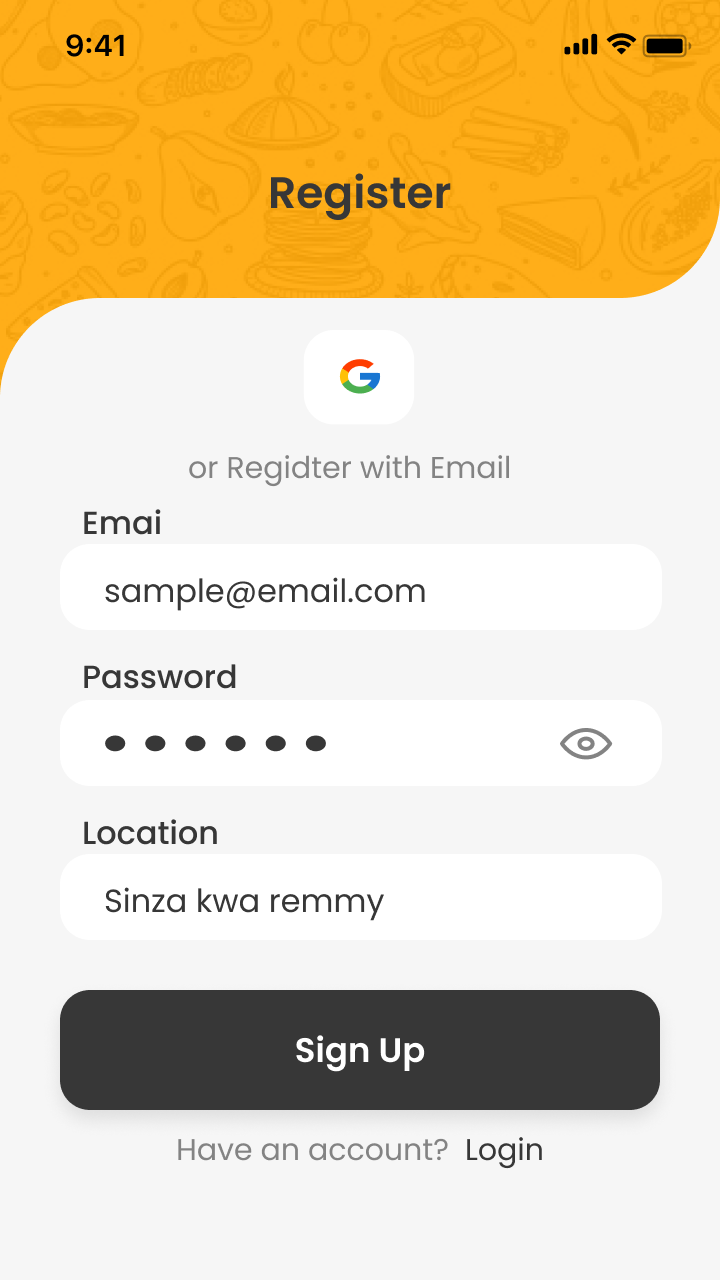 9:41
Register
or Regidter with Email
Emai
sample@email.com
Password
Location
Sinza kwa remmy
Sign Up
Have an account? Login